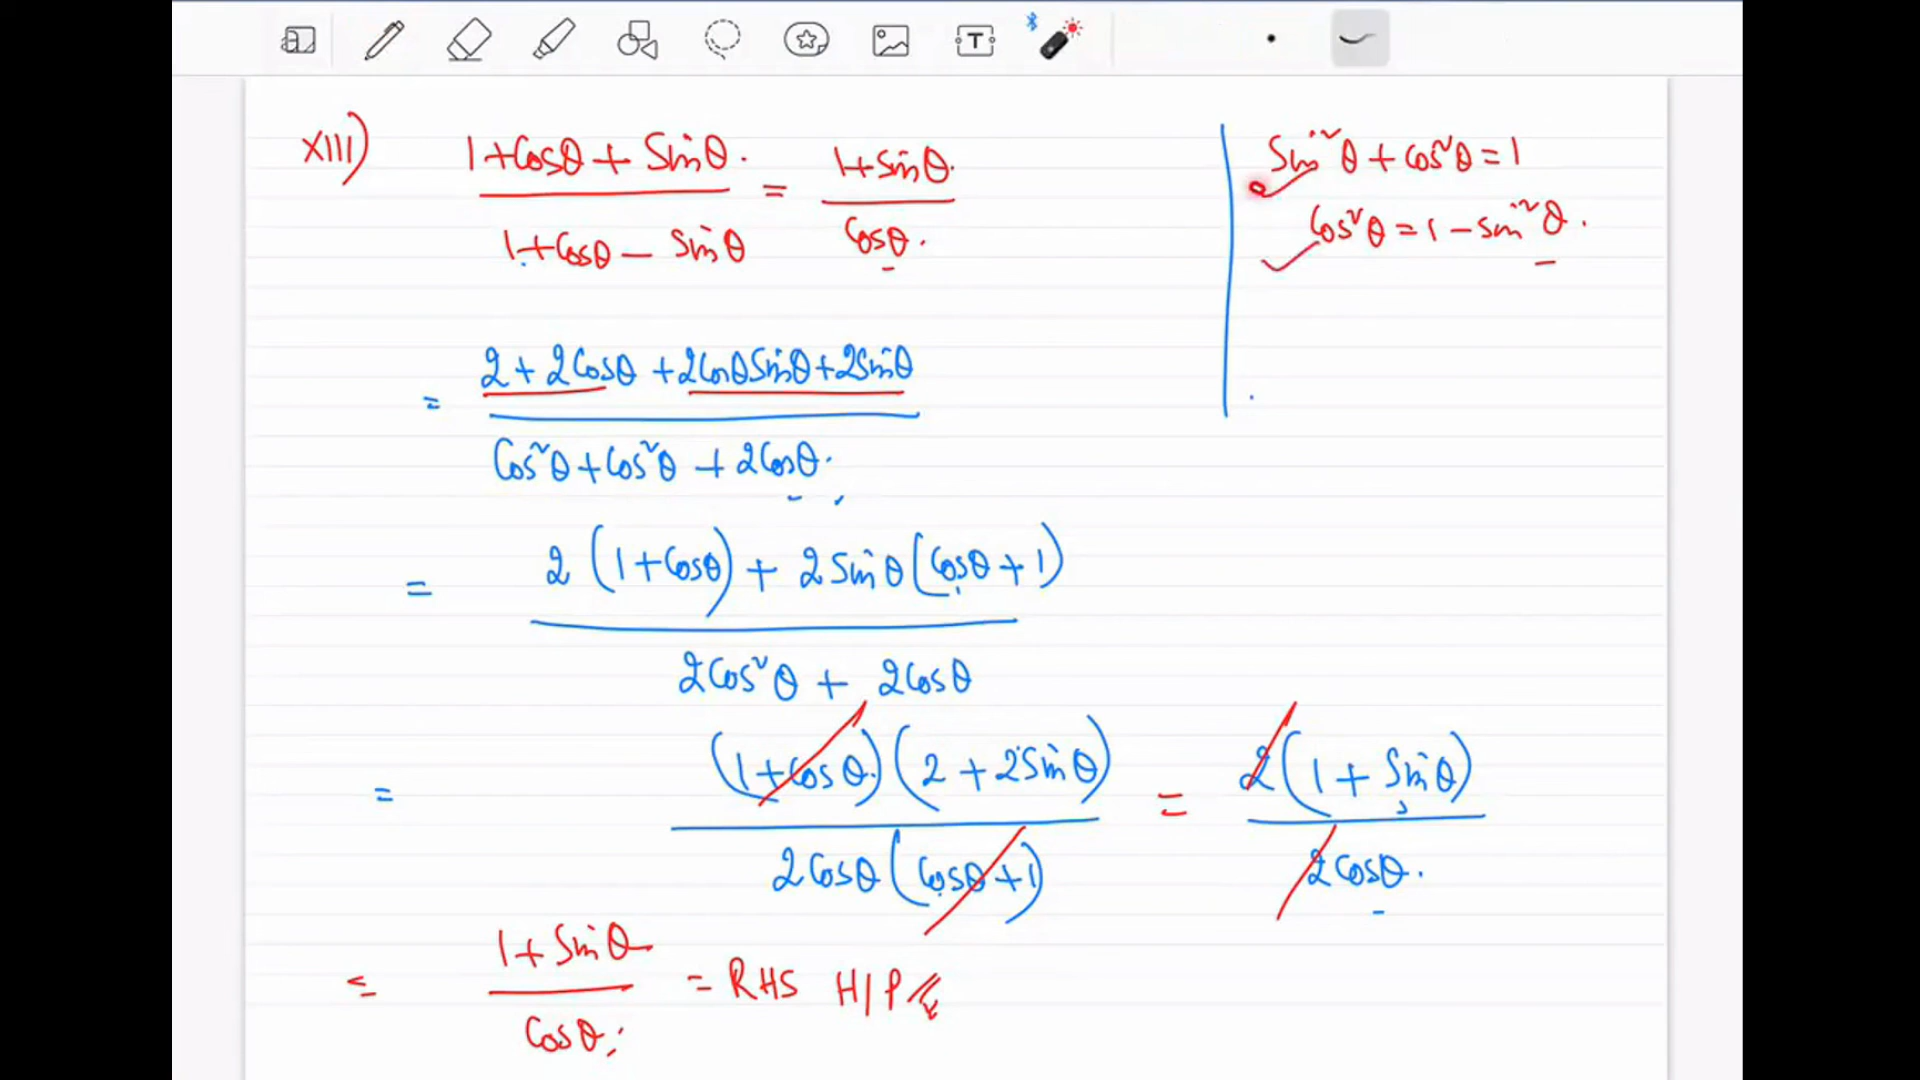 XIII) 1+Cosθ + Sinθ. / 1+Cosθ − Sinθ = 1+Sinθ. / Cosθ.
Sin²θ + Cos²θ = 1
Cos²θ = 1 − Sin²θ.
= 2 + 2Cosθ + 2CosθSinθ + 2Sinθ / Cos²θ + Cos²θ + 2Cosθ.
= 2(1+Cosθ) + 2Sinθ(Cosθ+1) / 2Cos²θ + 2Cosθ
= (1+Cosθ)(2+2Sinθ) / 2Cosθ(Cosθ+1) = 2(1+Sinθ) / 2Cosθ.
= 1+Sinθ / Cosθ. = RHS H/P
T